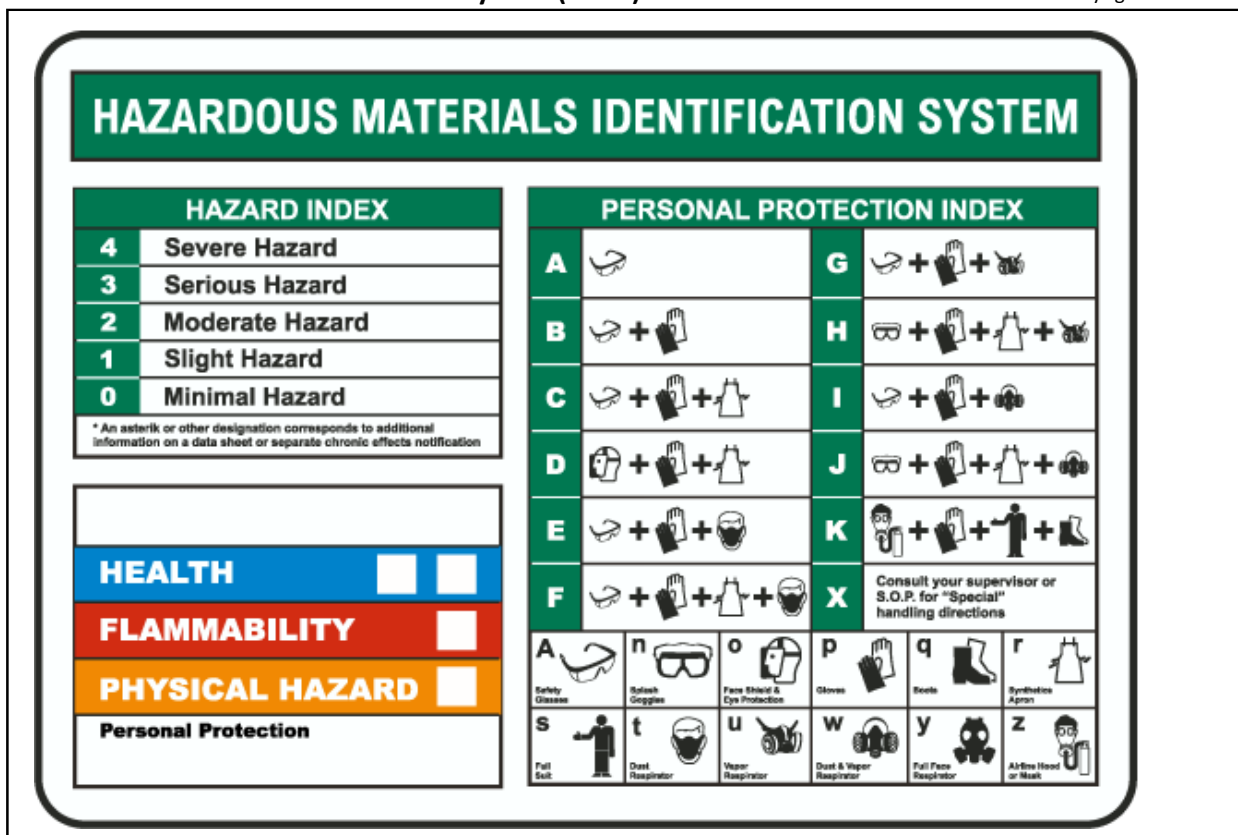 HAZARDOUS MATERIALS IDENTIFICATION SYSTEM
HAZARD INDEX
4 Severe Hazard
3 Serious Hazard
2 Moderate Hazard
1 Slight Hazard
0 Minimal Hazard
* An asterik or other designation corresponds to additional
information on a data sheet or separate chronic effects notification
HEALTH
FLAMMABILITY
PHYSICAL HAZARD
Personal Protection
PERSONAL PROTECTION INDEX
A
B
C
D
E
F
G
H
I
J
K
X Consult your supervisor or
S.O.P. for "Special"
handling directions
A
Safety
Glasses
n
Splash
Goggles
o
Face Shield &
Eye Protection
p
Gloves
q
Boots
r
Synthetics
Apron
s
Full
Suit
t
Dust
Respirator
u
Vapor
Respirator
w
Dust & Vapor
Respirator
y
Full Face
Respirator
z
Airline Hood
or Mask